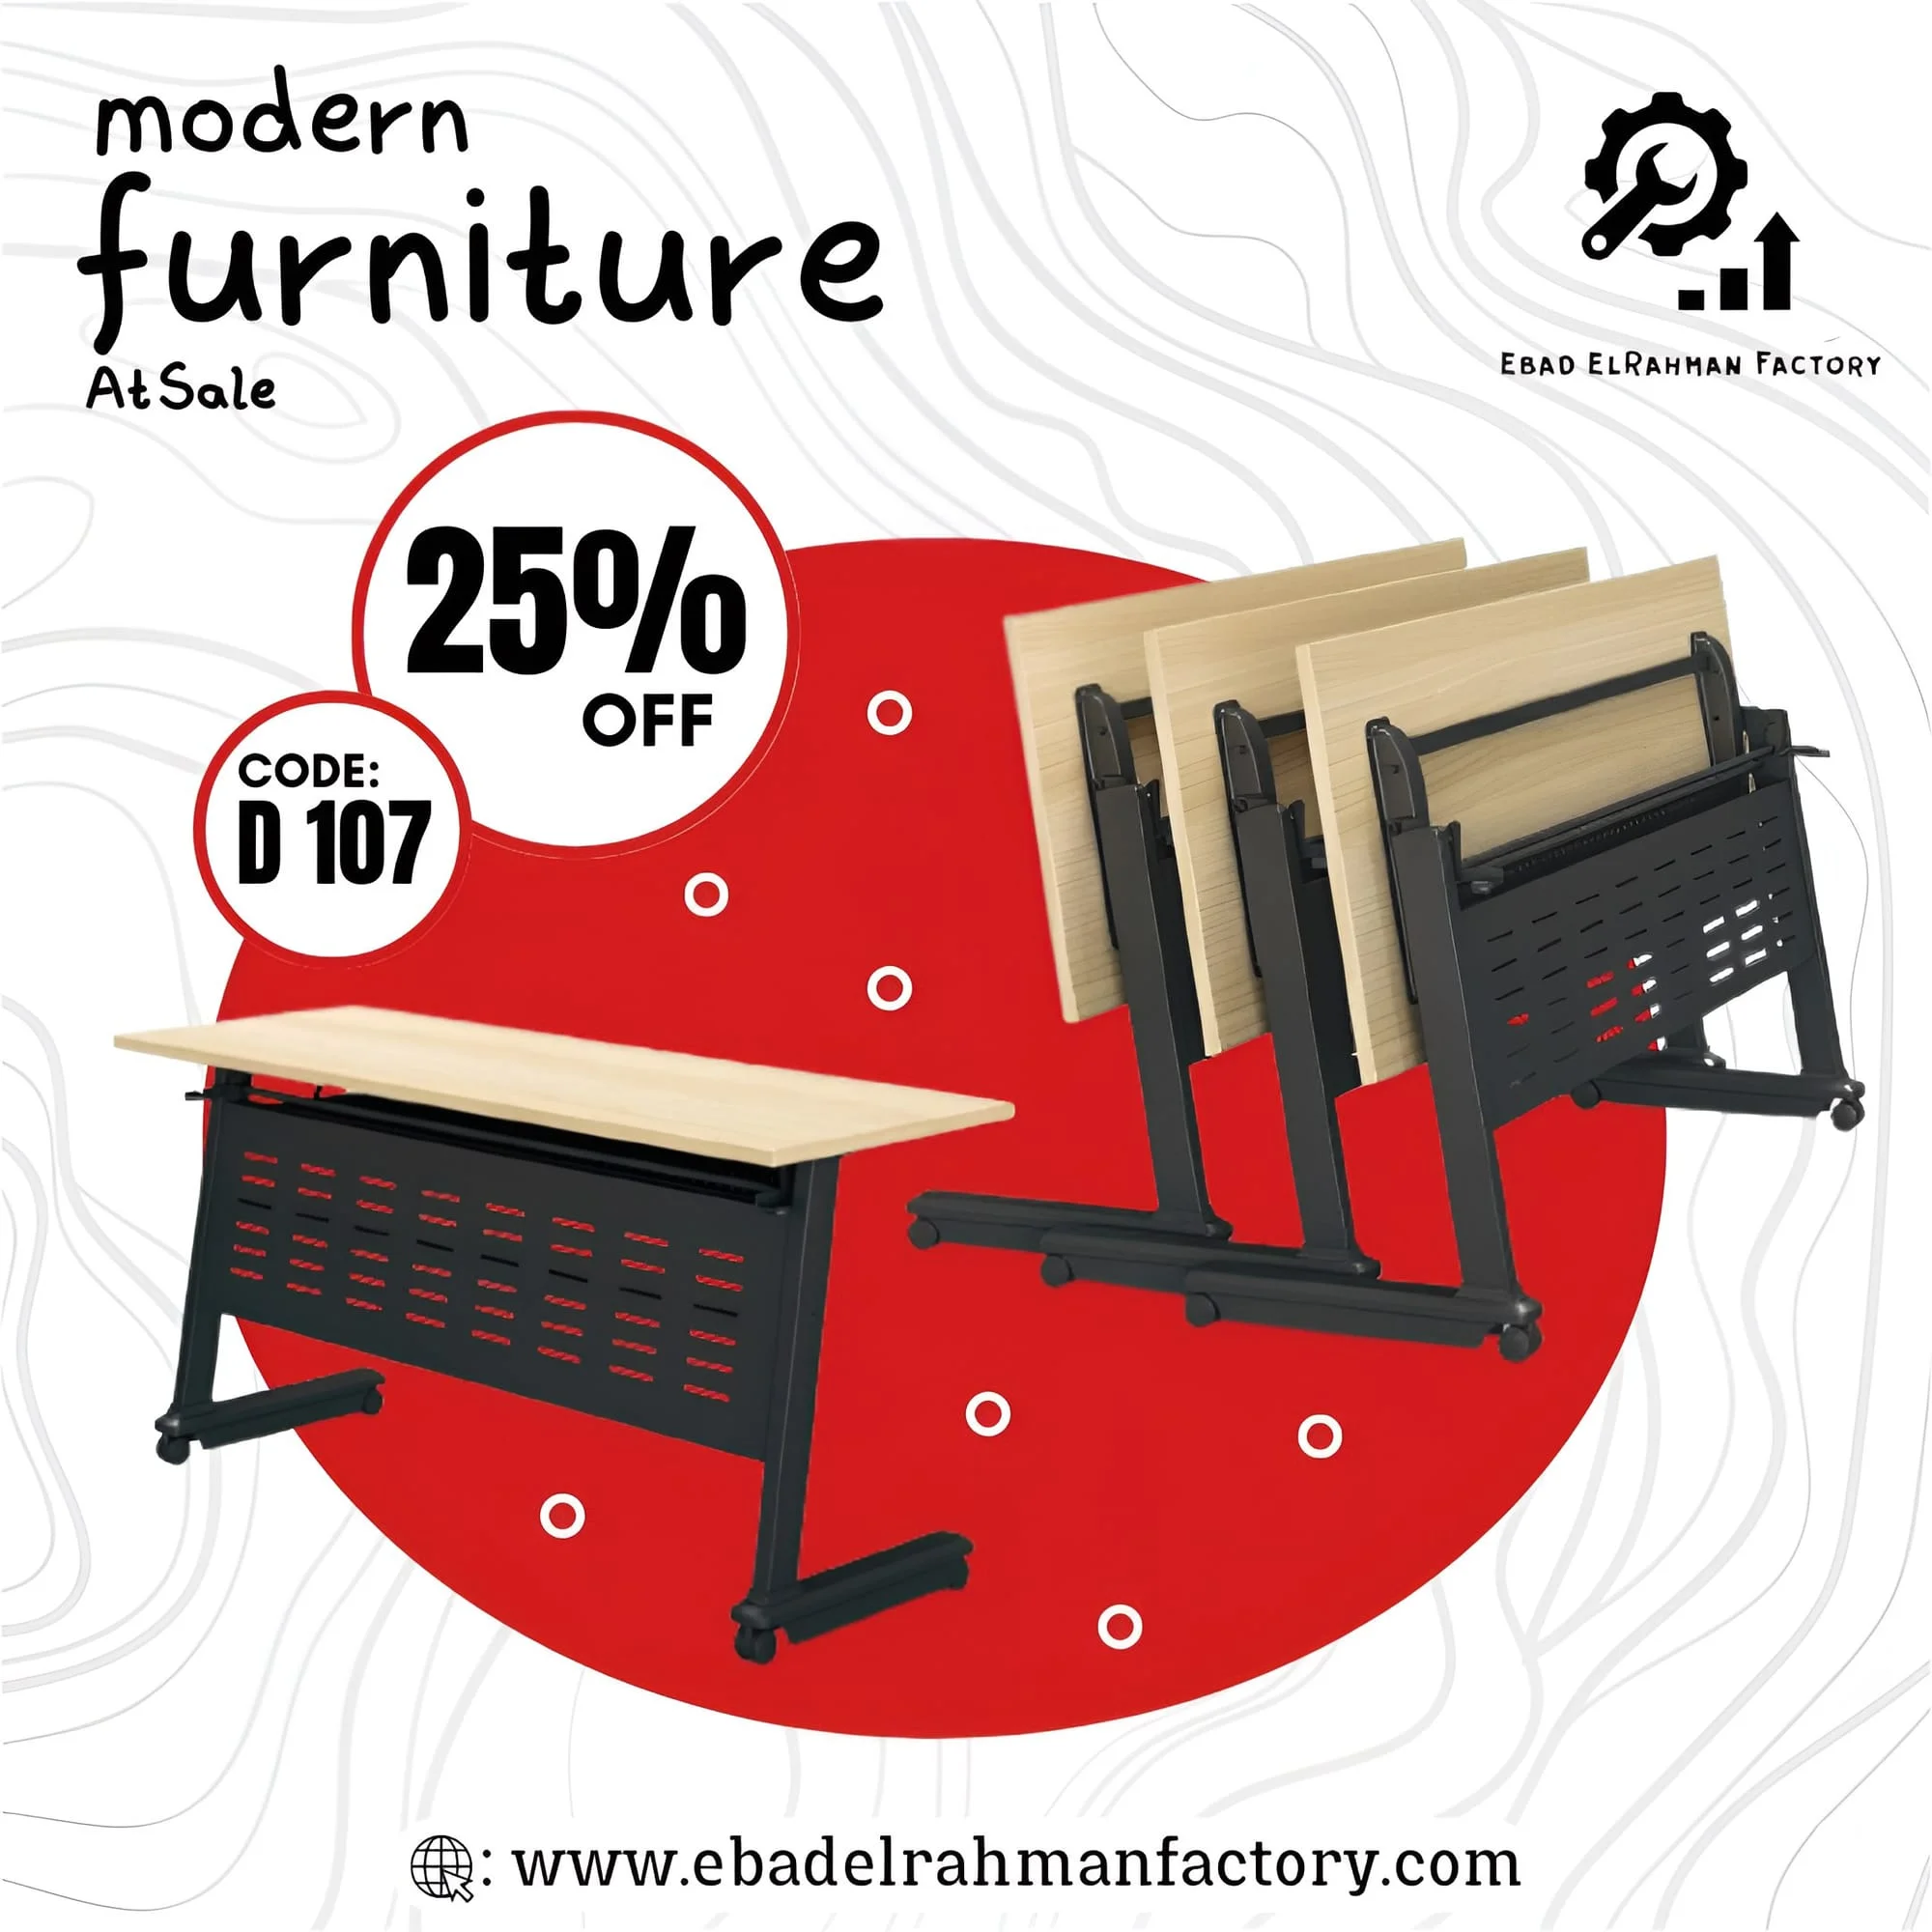 modern
furniture
At Sale
EBAD ELRAHMAN FACTORY
25%
OFF
CODE:
D 107
: www.ebadelrahmanfactory.com